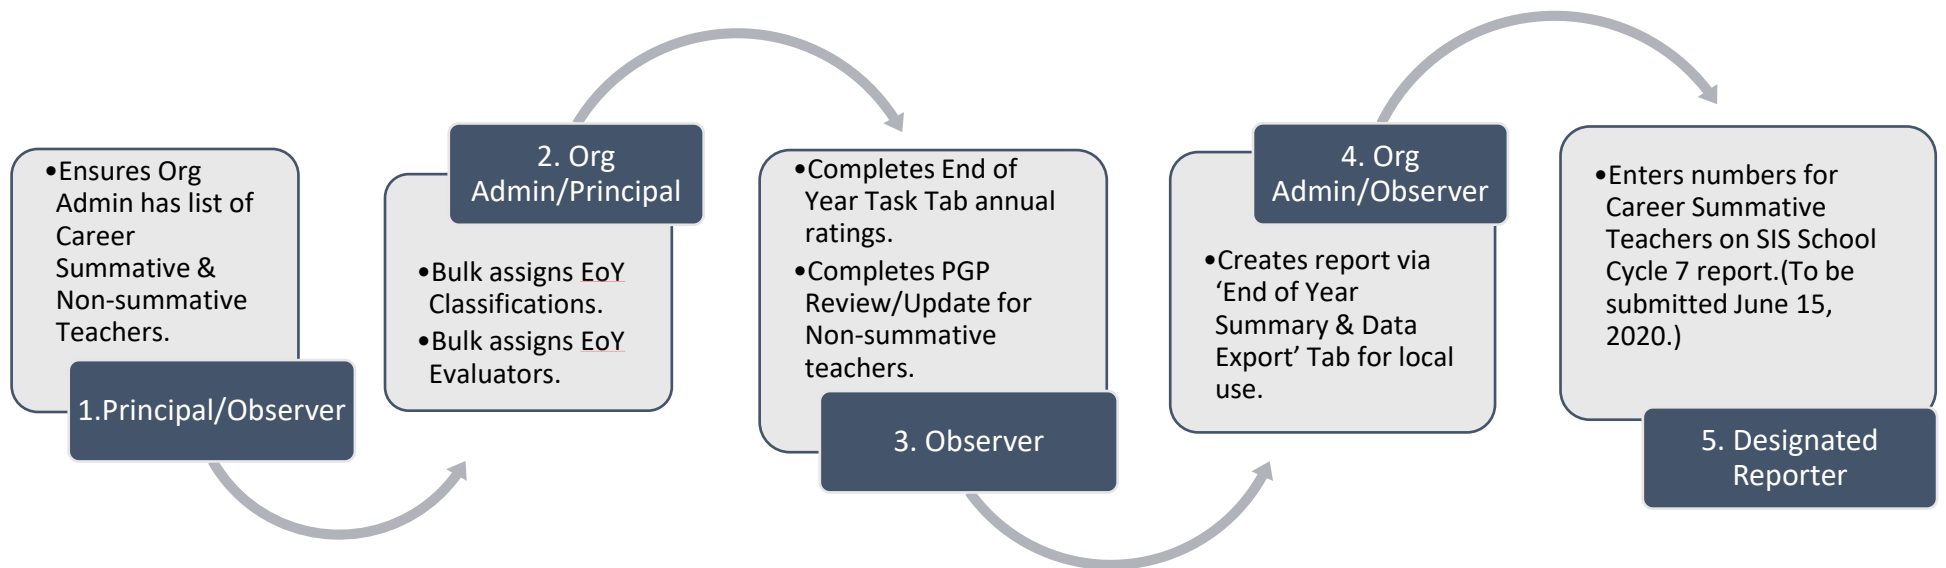 •Ensures Org
Admin has list of
Career
Summative &
Non-summative
Teachers.
1.Principal/Observer
2. Org
Admin/Principal
•Bulk assigns EoY
Classifications.
•Bulk assigns EoY
Evaluators.
•Completes End of
Year Task Tab annual
ratings.
•Completes PGP
Review/Update for
Non-summative
teachers.
3. Observer
4. Org
Admin/Observer
•Creates report via
‘End of Year
Summary & Data
Export’ Tab for local
use.
•Enters numbers for
Career Summative
Teachers on SIS School
Cycle 7 report.(To be
submitted June 15,
2020.)
5. Designated
Reporter